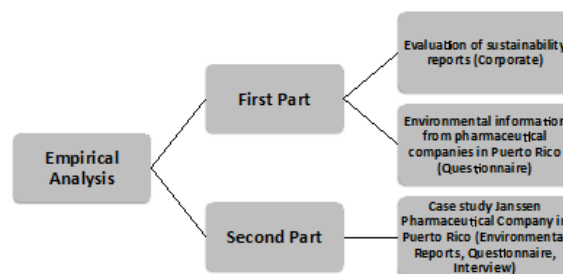 Evaluation of sustainability
reports (Corporate)
First Part
Environmental information
from pharmaceutical
companies in Puerto Rico
(Questionnaire)
Empirical
Analysis
Second Part
Case study Janssen
Pharmaceutical Company in
Puerto Rico (Environmental
Reports, Questionnaire,
Interview)